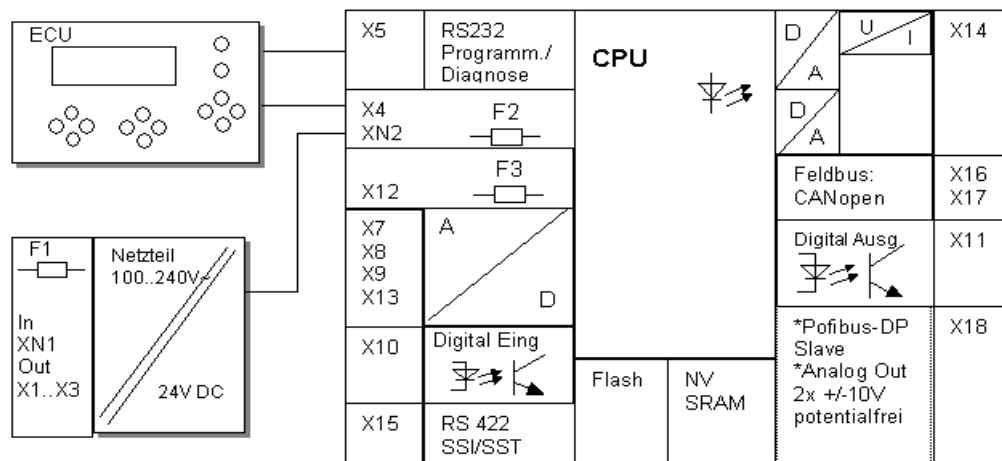 ECU
F1
In
XN1
Out
X1..X3
Netzteil
100..240V~
24V DC
X5
RS232
Programm./
Diagnose
X4
XN2
F2
X12
F3
X7
X8
X9
X13
A
D
X10
Digital Eing
X15
RS 422
SSI/SST
CPU
Flash
NV
SRAM
D
A
U
I
D
A
X14
Feldbus:
CANopen
X16
X17
Digital Ausg
X11
*Pofibus-DP
Slave
*Analog Out
2x +/-10V
potentialfrei
X18